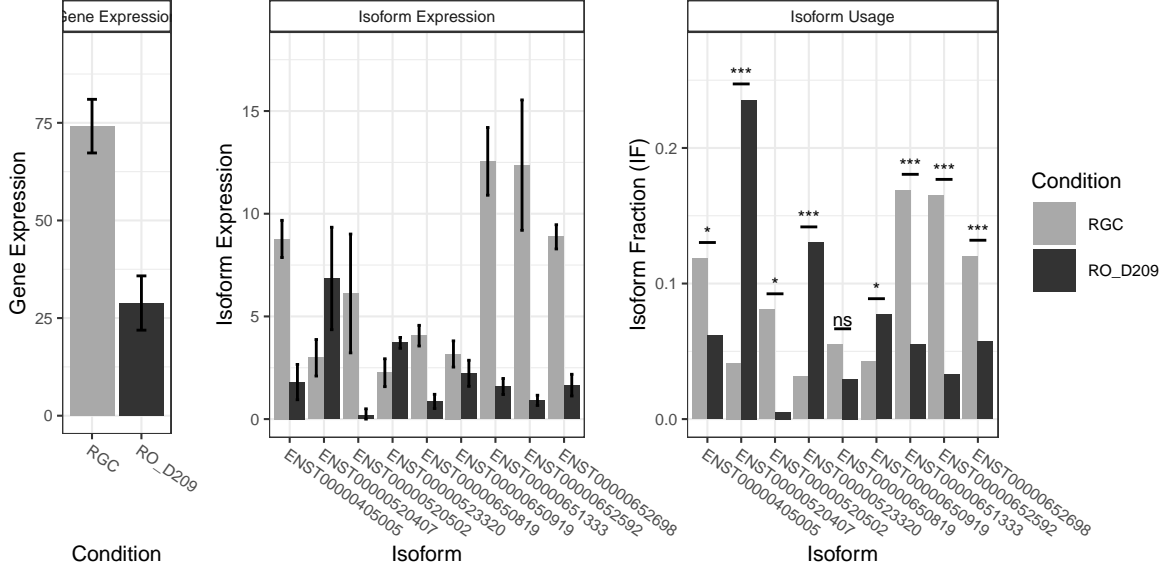 Gene Expression
Gene Expression
75
50
25
0
RGC
RO_D209
Condition
Isoform Expression
Isoform Expression
15
10
5
0
ENST00000405005
ENST00000520407
ENST00000520502
ENST00000523320
ENST00000650819
ENST00000650919
ENST00000651333
ENST00000652592
ENST00000652698
Isoform
Isoform Usage
Isoform Fraction (IF)
0.2
0.1
0.0
*
***
*
***
ns
*
***
***
***
ENST00000405005
ENST00000520407
ENST00000520502
ENST00000523320
ENST00000650819
ENST00000650919
ENST00000651333
ENST00000652592
ENST00000652698
Isoform
Condition
RGC
RO_D209